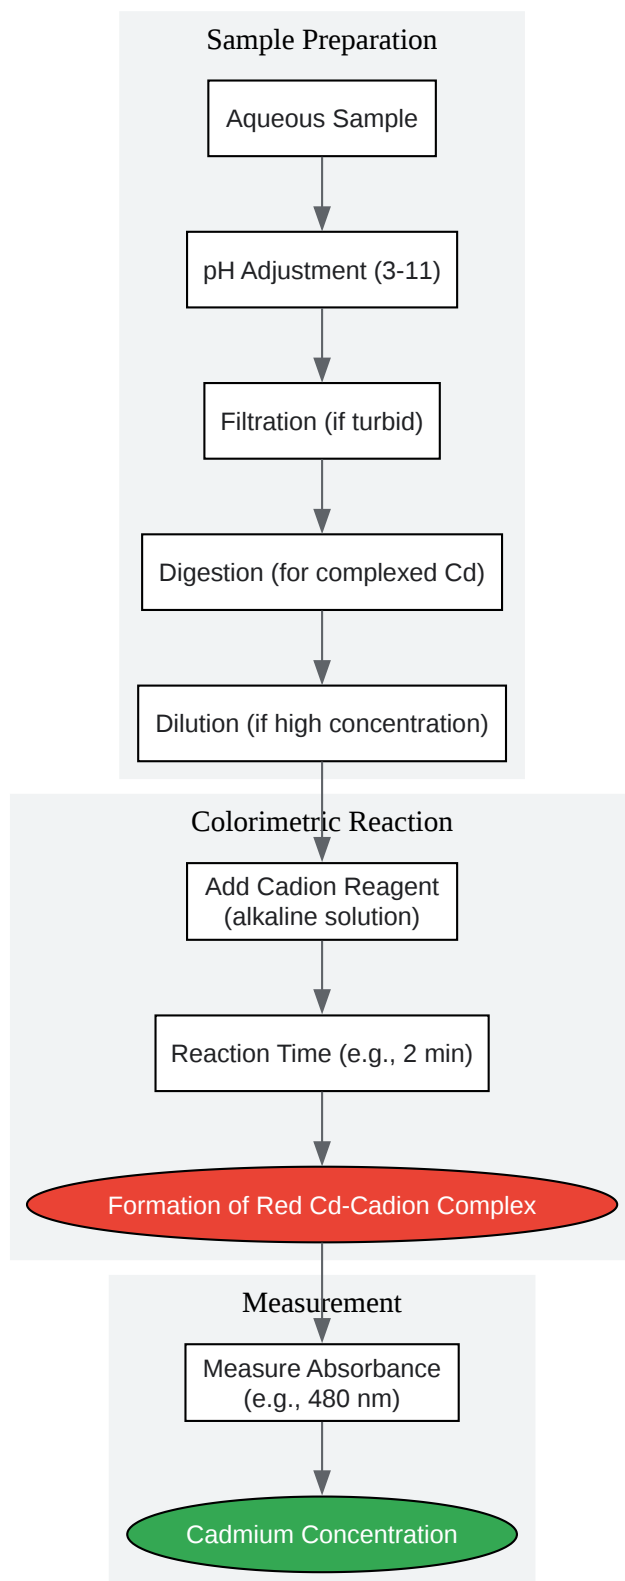 Sample Preparation
Aqueous Sample
pH Adjustment (3-11)
Filtration (if turbid)
Digestion (for complexed Cd)
Dilution (if high concentration)
Colorimetric Reaction
Add Cadion Reagent
(alkaline solution)
Reaction Time (e.g., 2 min)
Formation of Red Cd-Cadion Complex
Measurement
Measure Absorbance
(e.g., 480 nm)
Cadmium Concentration